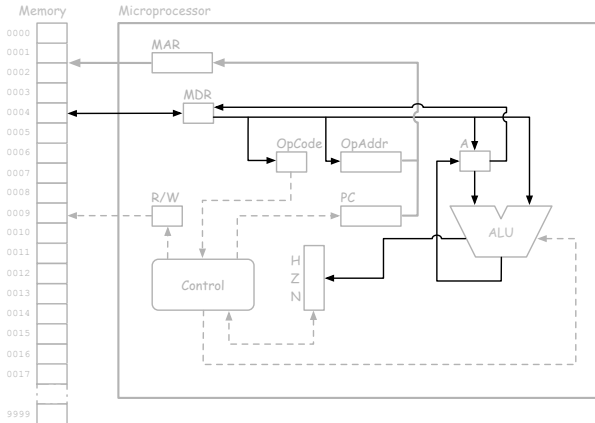 Memory
Microprocessor
0000
0001
0002
0003
0004
0005
0006
0007
0008
0009
0010
0011
0012
0013
0014
0015
0016
0017
9999
MAR
MDR
OpCode
OpAddr
A
R/W
PC
ALU
Control
H
Z
N